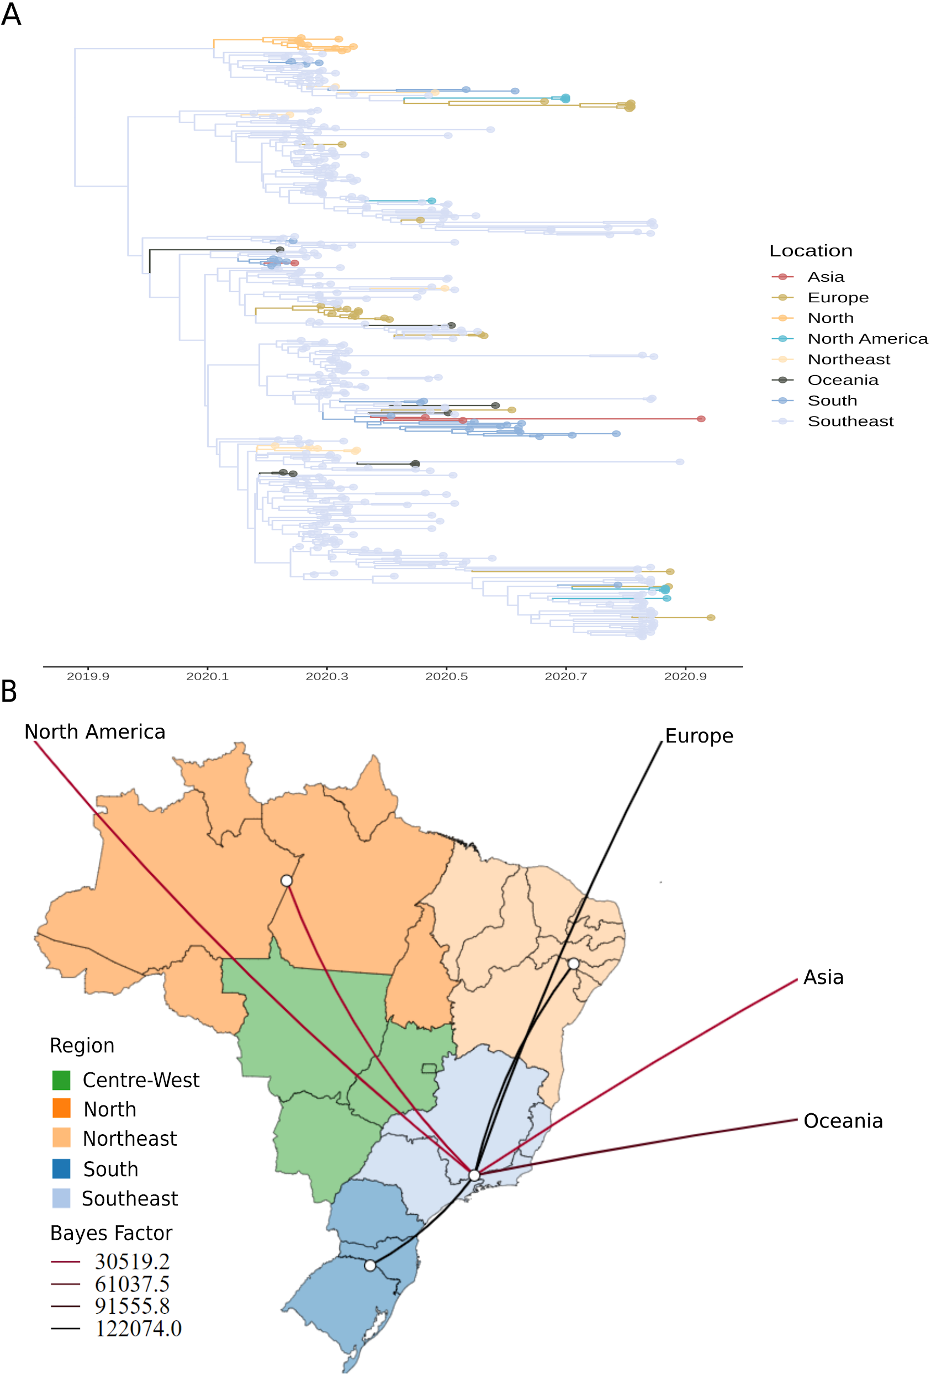 A
Location
Asia
Europe
North
North America
Northeast
Oceania
South
Southeast
2019.9 2020.1 2020.3 2020.5 2020.7 2020.9
B
North America
Europe
Asia
Oceania
Region
Centre-West
North
Northeast
South
Southeast
Bayes Factor
30519.2
61037.5
91555.8
122074.0